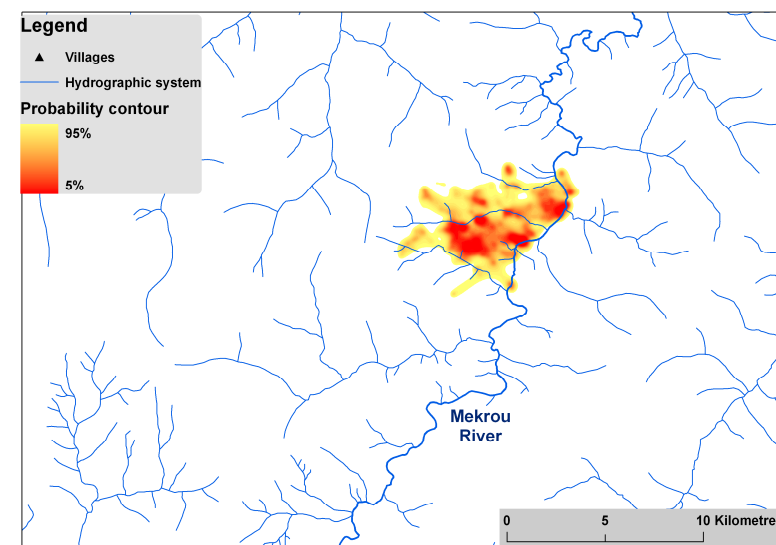 Legend
Villages
Hydrographic system
Probability contour
95%
5%
Mekrou
River
0 5 10 Kilometre